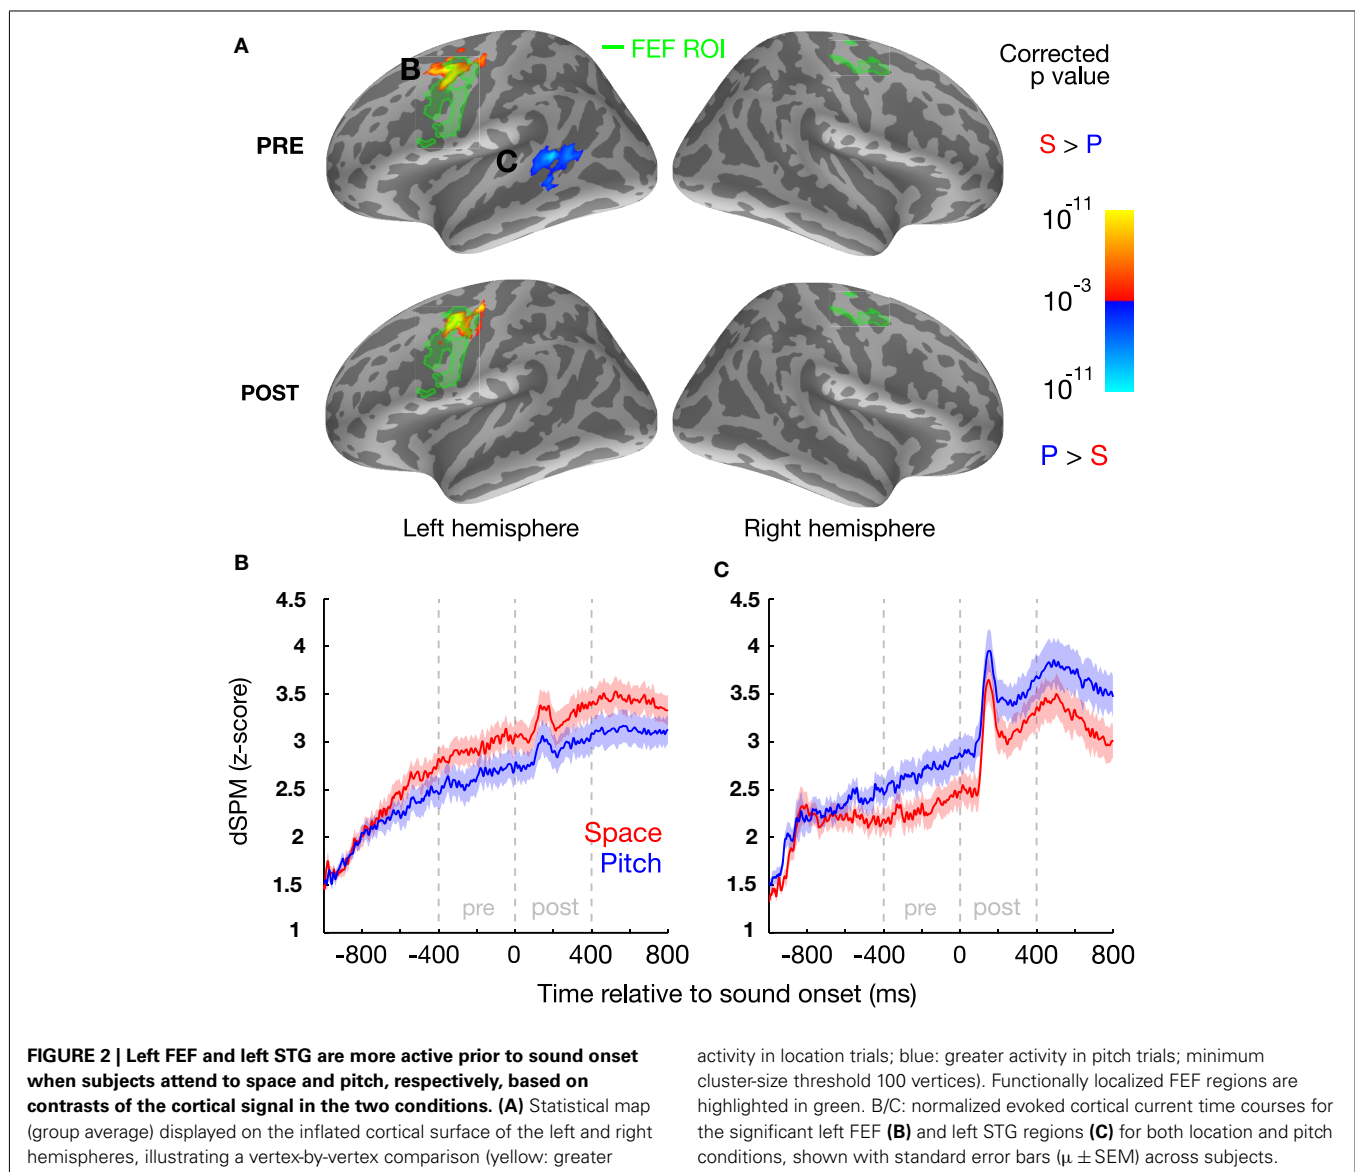 A
B
FEF ROI
Corrected
p value
PRE
C
S > P
10-11
10-3
10-11
P > S
POST
Left hemisphere
Right hemisphere
B
C
4.5
4
3.5
3
2.5
2
1.5
1
dSPM (z-score)
Space
Pitch
pre
post
-800
-400
0
400
800
4.5
4
3.5
3
2.5
2
1.5
1
pre
post
-800
-400
0
400
800
Time relative to sound onset (ms)
FIGURE 2 | Left FEF and left STG are more active prior to sound onset
when subjects attend to space and pitch, respectively, based on
contrasts of the cortical signal in the two conditions. (A) Statistical map
(group average) displayed on the inflated cortical surface of the left and right
hemispheres, illustrating a vertex-by-vertex comparison (yellow: greater
activity in location trials; blue: greater activity in pitch trials; minimum
cluster-size threshold 100 vertices). Functionally localized FEF regions are
highlighted in green. B/C: normalized evoked cortical current time courses for
the significant left FEF (B) and left STG regions (C) for both location and pitch
conditions, shown with standard error bars (μ ± SEM) across subjects.